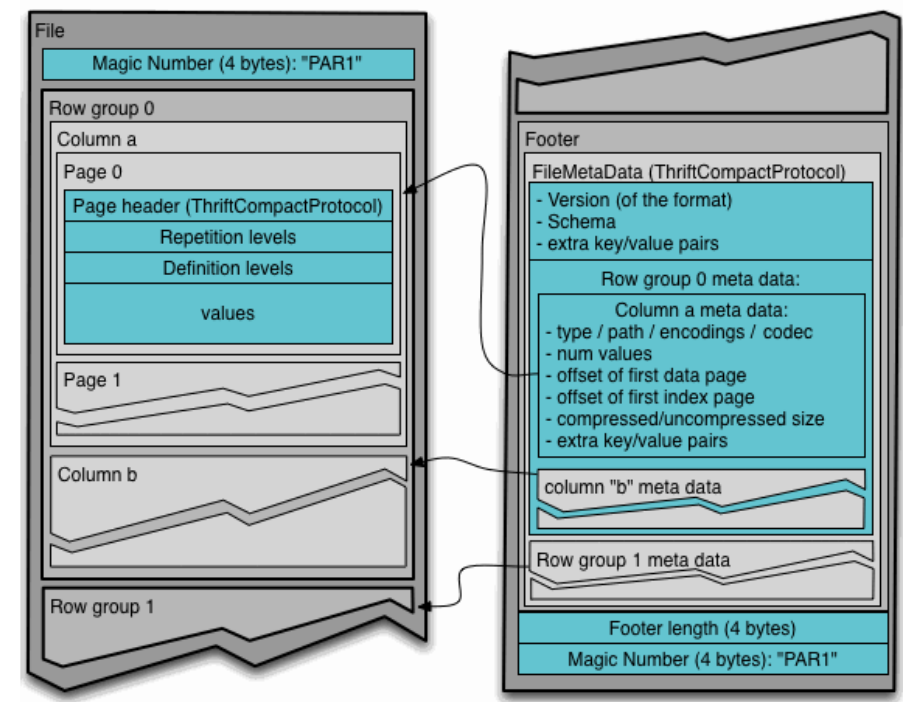 File
Magic Number (4 bytes): "PAR1"
Row group 0
Column a
Page 0
Page header (ThriftCompactProtocol)
Repetition levels
Definition levels
values
Page 1
Column b
Row group 1
Footer
FileMetaData (ThriftCompactProtocol)
- Version (of the format)
- Schema
- extra key/value pairs
Row group 0 meta data:
Column a meta data:
- type / path / encodings / codec
- num values
- offset of first data page
- offset of first index page
- compressed/uncompressed size
- extra key/value pairs
column "b" meta data
Row group 1 meta data
Footer length (4 bytes)
Magic Number (4 bytes): "PAR1"